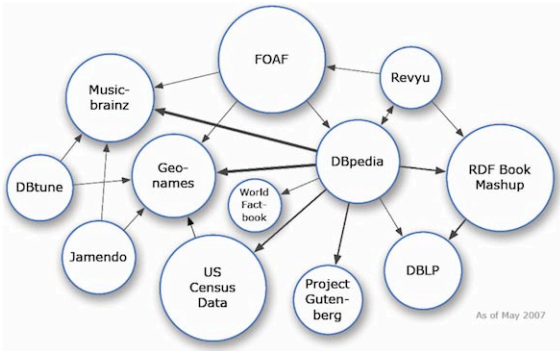 FOAF
Music-
brainz
Revyu
Geo-
names
DBpedia
RDF Book
Mashup
DBtune
World
Fact-
book
Jamendo
US
Census
Data
Project
Guten-
berg
DBLP
As of May 2007